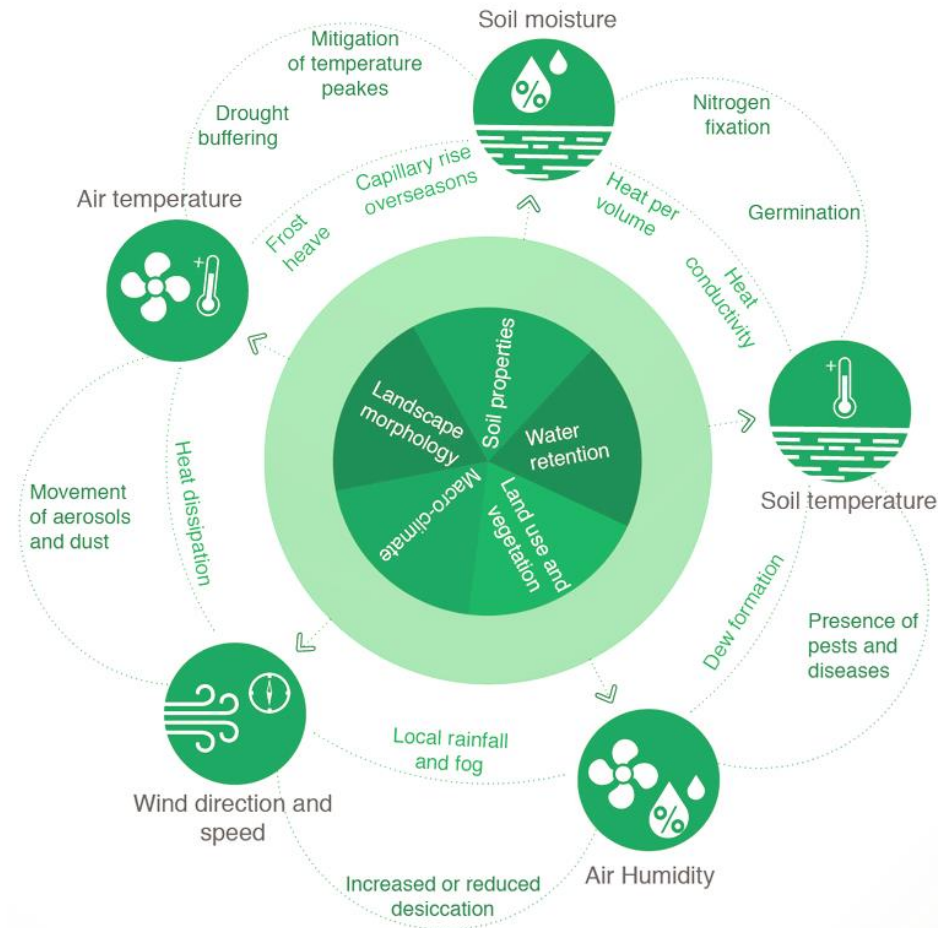 Soil moisture
Mitigation
of temperature
peakes
Drought
buffering
Nitrogen
fixation
Capillary rise
overseasons
Heat per
volume
Air temperature
Germination
Frost
heave
Heat
conductivity
+
+
Soil properties
Landscape
morphology
Water
retention
Macro-climate
Land use and
vegetation
Heat dissipation
Movement
of aerosols
and dust
Soil temperature
Dew formation
Presence of
pests and
diseases
Local rainfall
and fog
Wind direction and
speed
%
%
Air Humidity
Increased or reduced
desiccation